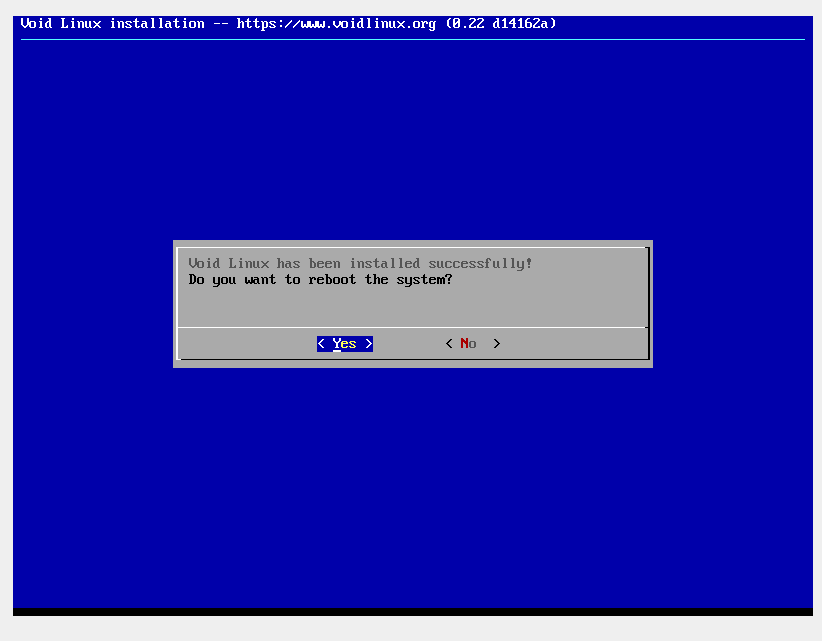 Void Linux installation -- https://www.voidlinux.org (0.22 d14162a)
Void Linux has been installed successfully!
Do you want to reboot the system?
< Yes > < No >